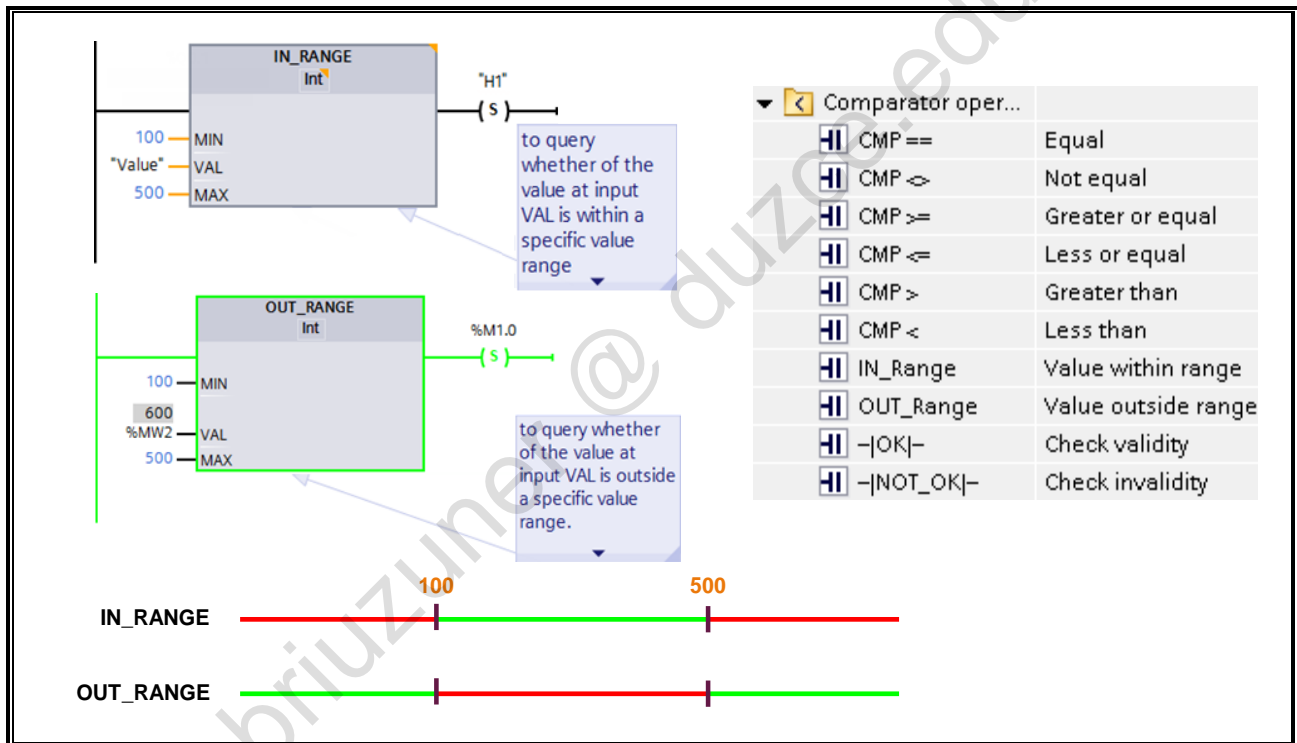 IN_RANGE
Int
"H1"
( S )
100 MIN
"Value" VAL
500 MAX
to query
whether of the
value at input
VAL is within a
specific value
range
OUT_RANGE
Int
%M1.0
( S )
100 MIN
600
%MW2 VAL
500 MAX
to query whether
of the value at
input VAL is outside
a specific value
range.
Comparator oper...
CMP == Equal
CMP <> Not equal
CMP >= Greater or equal
CMP <= Less or equal
CMP > Greater than
CMP < Less than
IN_Range Value within range
OUT_Range Value outside range
–|OK|– Check validity
–|NOT_OK|– Check invalidity
100 500
IN_RANGE
OUT_RANGE
briuzuner @ duzce.edu